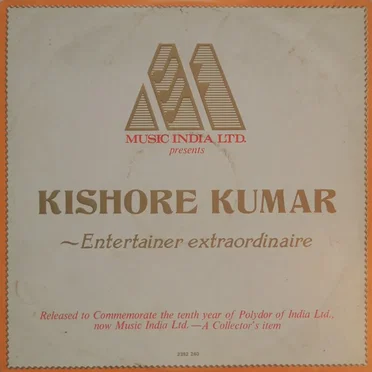 MUSIC INDIA LTD.
presents
KISHORE KUMAR
~Entertainer extraordinaire
Released to Commemorate the tenth year of Polydor of India Ltd.,
now Music India Ltd.—A Collector's item